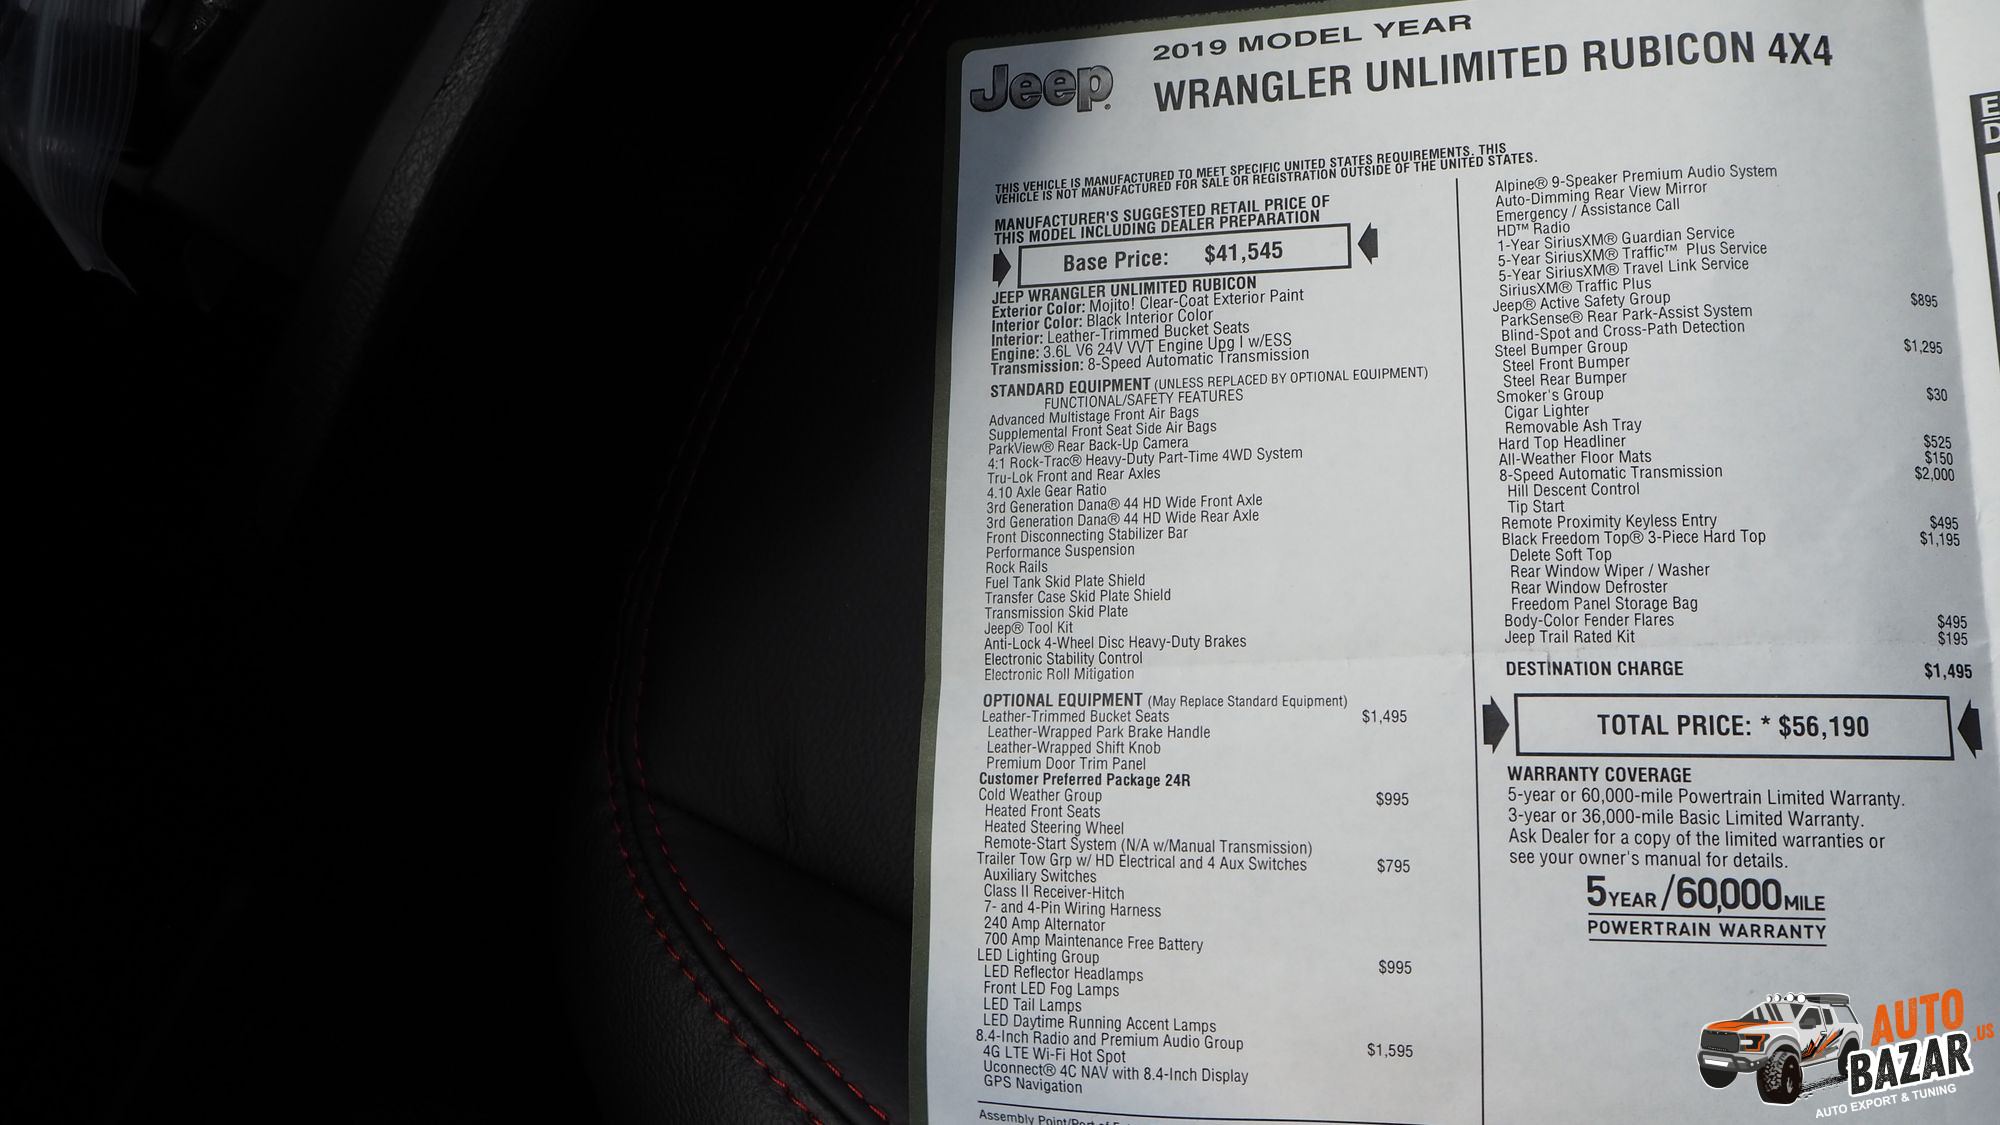 2019 MODEL YEAR
Jeep®
WRANGLER UNLIMITED RUBICON 4X4
THIS VEHICLE IS MANUFACTURED TO MEET SPECIFIC UNITED STATES REQUIREMENTS. THIS
VEHICLE IS NOT MANUFACTURED FOR SALE OR REGISTRATION OUTSIDE OF THE UNITED STATES.
MANUFACTURER'S SUGGESTED RETAIL PRICE OF
THIS MODEL INCLUDING DEALER PREPARATION
Base Price: $41,545
JEEP WRANGLER UNLIMITED RUBICON
Exterior Color: Mojito! Clear-Coat Exterior Paint
Interior Color: Black Interior Color
Interior: Leather-Trimmed Bucket Seats
Engine: 3.6L V6 24V VVT Engine Upg I w/ESS
Transmission: 8-Speed Automatic Transmission
STANDARD EQUIPMENT (UNLESS REPLACED BY OPTIONAL EQUIPMENT)
FUNCTIONAL/SAFETY FEATURES
Advanced Multistage Front Air Bags
Supplemental Front Seat Side Air Bags
ParkView® Rear Back-Up Camera
4:1 Rock-Trac® Heavy-Duty Part-Time 4WD System
Tru-Lok Front and Rear Axles
4.10 Axle Gear Ratio
3rd Generation Dana® 44 HD Wide Front Axle
3rd Generation Dana® 44 HD Wide Rear Axle
Front Disconnecting Stabilizer Bar
Performance Suspension
Rock Rails
Fuel Tank Skid Plate Shield
Transfer Case Skid Plate Shield
Transmission Skid Plate
Jeep® Tool Kit
Anti-Lock 4-Wheel Disc Heavy-Duty Brakes
Electronic Stability Control
Electronic Roll Mitigation
OPTIONAL EQUIPMENT (May Replace Standard Equipment)
Leather-Trimmed Bucket Seats $1,495
Leather-Wrapped Park Brake Handle
Leather-Wrapped Shift Knob
Premium Door Trim Panel
Customer Preferred Package 24R
Cold Weather Group $995
Heated Front Seats
Heated Steering Wheel
Remote-Start System (N/A w/Manual Transmission)
Trailer Tow Grp w/ HD Electrical and 4 Aux Switches $795
Auxiliary Switches
Class II Receiver-Hitch
7- and 4-Pin Wiring Harness
240 Amp Alternator
700 Amp Maintenance Free Battery
LED Lighting Group $995
LED Reflector Headlamps
Front LED Fog Lamps
LED Tail Lamps
LED Daytime Running Accent Lamps
8.4-Inch Radio and Premium Audio Group $1,595
4G LTE Wi-Fi Hot Spot
Uconnect® 4C NAV with 8.4-Inch Display
GPS Navigation
Assembly
Alpine® 9-Speaker Premium Audio System
Auto-Dimming Rear View Mirror
Emergency / Assistance Call
HD™ Radio
1-Year SiriusXM® Guardian Service
5-Year SiriusXM® Traffic™ Plus Service
5-Year SiriusXM® Travel Link Service
SiriusXM® Traffic Plus
Jeep® Active Safety Group $895
ParkSense® Rear Park-Assist System
Blind-Spot and Cross-Path Detection
Steel Bumper Group $1,295
Steel Front Bumper
Steel Rear Bumper
Smoker's Group $30
Cigar Lighter
Removable Ash Tray
Hard Top Headliner $525
All-Weather Floor Mats $150
8-Speed Automatic Transmission $2,000
Hill Descent Control
Tip Start
Remote Proximity Keyless Entry $495
Black Freedom Top® 3-Piece Hard Top $1,195
Delete Soft Top
Rear Window Wiper / Washer
Rear Window Defroster
Freedom Panel Storage Bag
Body-Color Fender Flares $495
Jeep Trail Rated Kit $195
DESTINATION CHARGE $1,495
TOTAL PRICE: * $56,190
WARRANTY COVERAGE
5-year or 60,000-mile Powertrain Limited Warranty.
3-year or 36,000-mile Basic Limited Warranty.
Ask Dealer for a copy of the limited warranties or
see your owner's manual for details.
5 YEAR / 60,000 MILE
POWERTRAIN WARRANTY
AUTO
BAZAR.US
AUTO EXPORT & TUNING